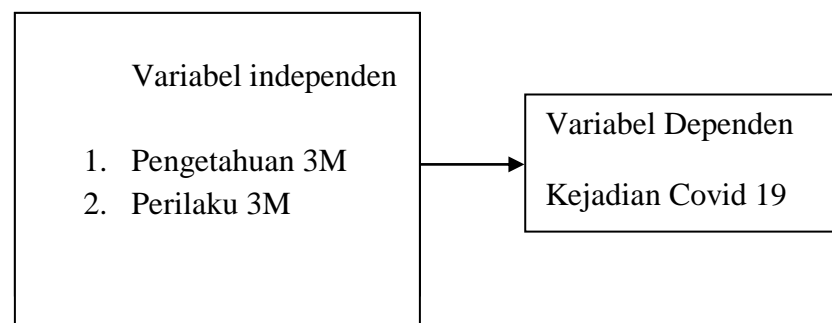 Variabel independen
1. Pengetahuan 3M
2. Perilaku 3M
Variabel Dependen
Kejadian Covid 19